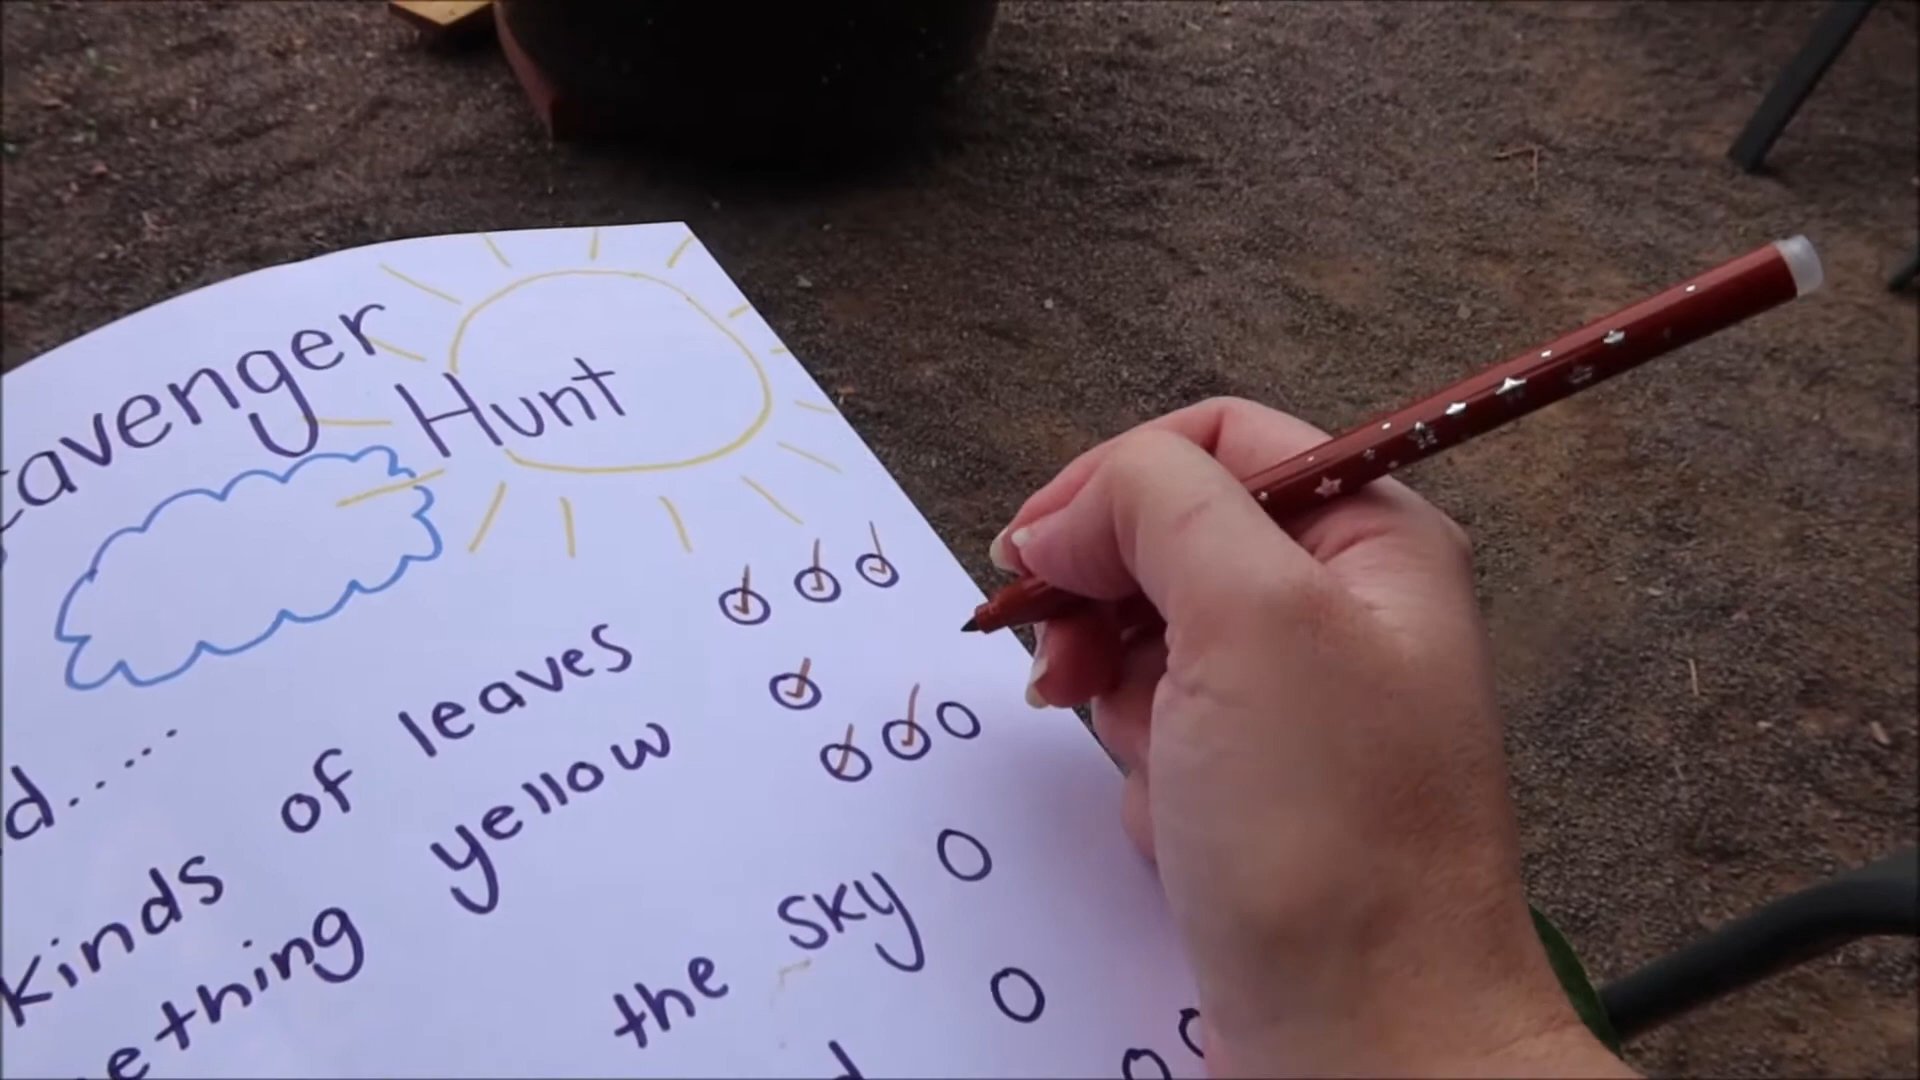 cavenger
Hunt
d.....
kinds of leaves
ething yellow
the sky